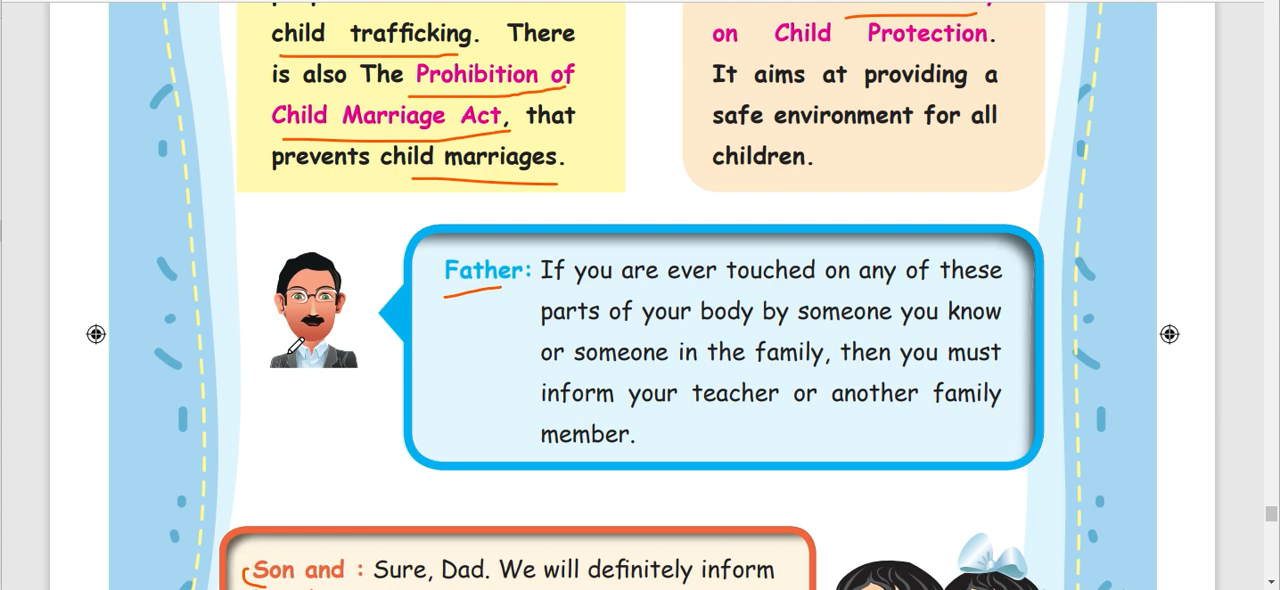 child trafficking. There
is also The Prohibition of
Child Marriage Act, that
prevents child marriages.
on Child Protection.
It aims at providing a
safe environment for all
children.
Father: If you are ever touched on any of these
parts of your body by someone you know
or someone in the family, then you must
inform your teacher or another family
member.
Son and : Sure, Dad. We will definitely inform